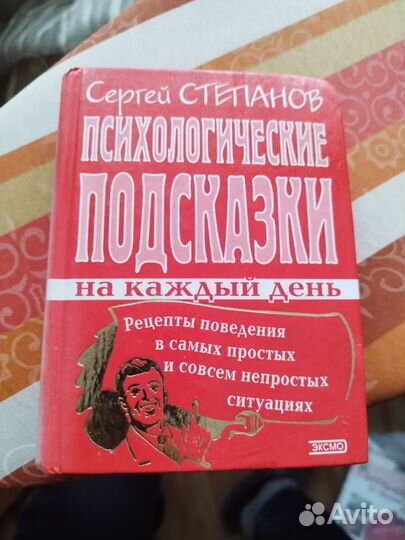 Сергей СТЕПАНОВ
ПСИХОЛОГИЧЕСКИЕ
ПОДСКАЗКИ
на каждый день
Рецепты поведения
в самых простых
и совсем непростых
ситуациях
ЭКСМО
Avito